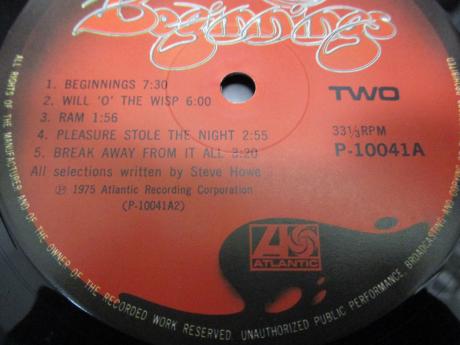 Beginnings
1. BEGINNINGS 7:30
2. WILL 'O' THE WISP 6:00
3. RAM 1:56
4. PLEASURE STOLE THE NIGHT 2:55
5. BREAK AWAY FROM IT ALL 3:20
All selections written by Steve Howe
Ⓟ 1975 Atlantic Recording Corporation
(P-10041A2)
TWO
33⅓RPM
P-10041A
ATLANTIC
ALL RIGHTS OF THE MANUFACTURER AND OF THE OWNER OF THE RECORDED WORK RESERVED. UNAUTHORIZED PUBLIC PERFORMANCE, BROADCASTING AND COPYING